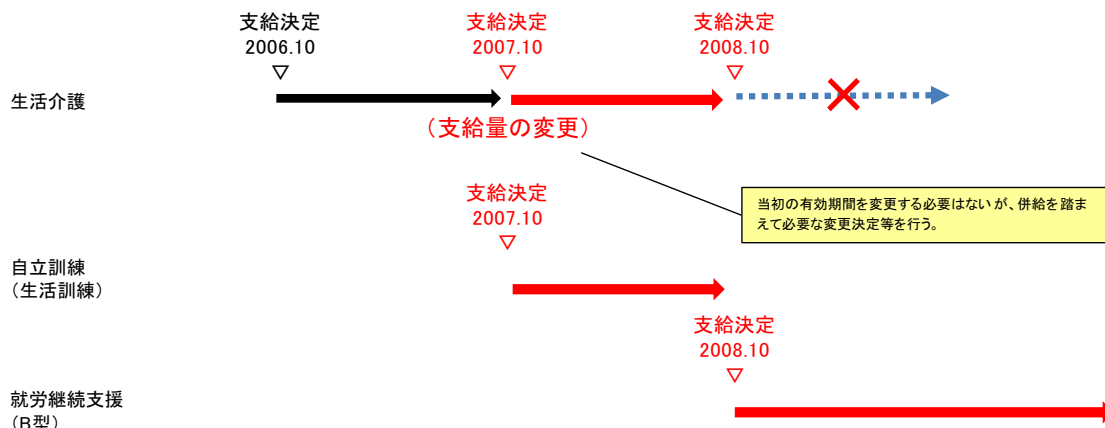 支給決定
2006.10
▽
支給決定
2007.10
▽
支給決定
2008.10
▽
生活介護
（支給量の変更）
当初の有効期間を変更する必要はないが、併給を踏ま
えて必要な変更決定等を行う。
支給決定
2007.10
▽
自立訓練
（生活訓練）
支給決定
2008.10
▽
就労継続支援
（B型）